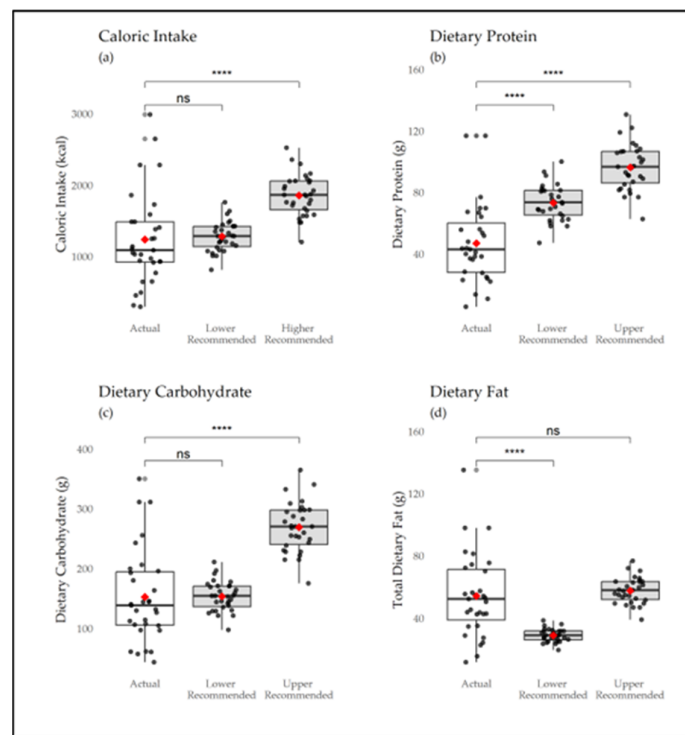 Caloric Intake
(a)
****
ns
3000
2000
1000
Caloric Intake (kcal)
Actual
Lower
Recommended
Higher
Recommended
Dietary Protein
(b)
****
****
160
120
80
40
Dietary Protein (g)
Actual
Lower
Recommended
Upper
Recommended
Dietary Carbohydrate
(c)
****
ns
400
300
200
100
Dietary Carbohydrate (g)
Actual
Lower
Recommended
Upper
Recommended
Dietary Fat
(d)
ns
****
160
120
80
40
Total Dietary Fat (g)
Actual
Lower
Recommended
Upper
Recommended